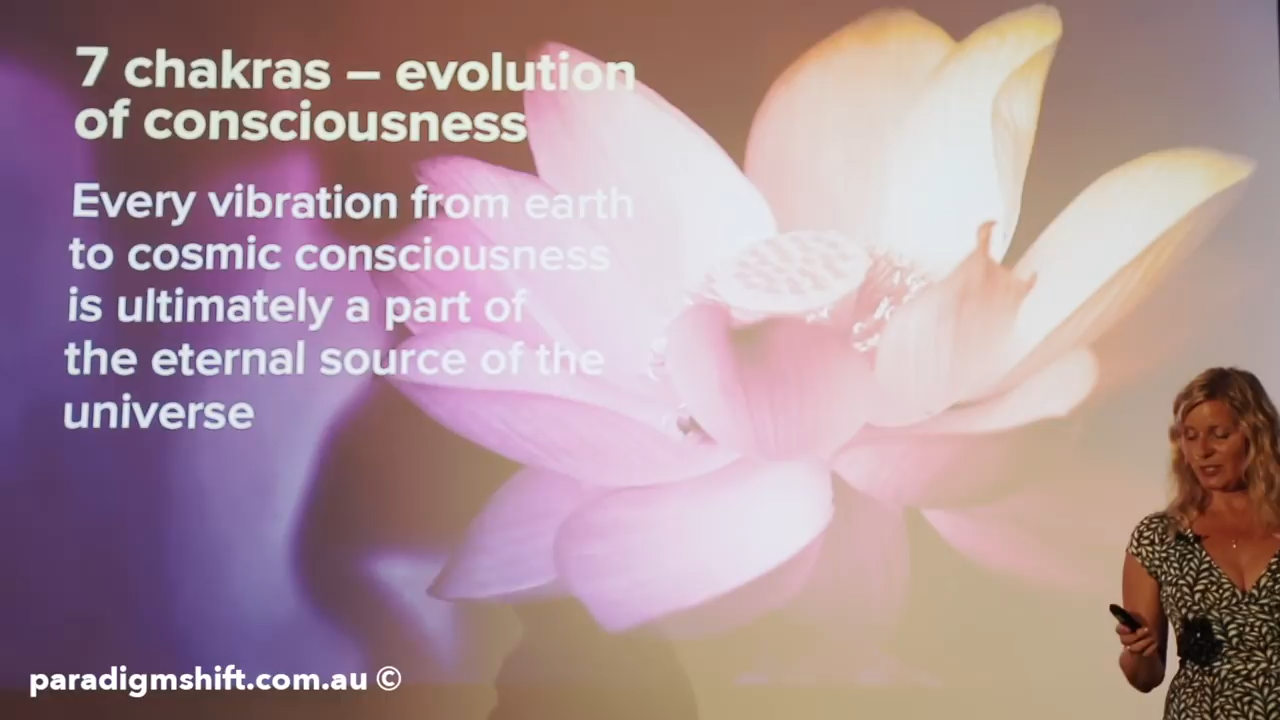 7 chakras – evolution
of consciousness
Every vibration from earth
to cosmic consciousness
is ultimately a part of
the eternal source of the
universe
paradigmshift.com.au ©